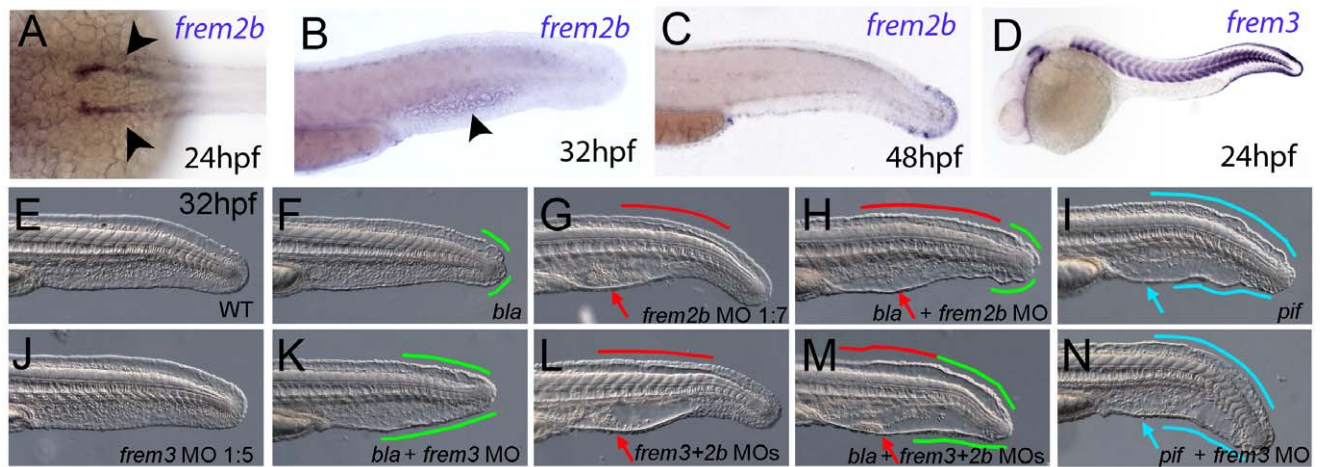 A frem2b 24hpf
B frem2b 32hpf
C frem2b 48hpf
D frem3 24hpf
E 32hpf WT
F bla
G frem2b MO 1:7
H bla + frem2b MO
I pif
J frem3 MO 1:5
K bla + frem3 MO
L frem3+2b MOs
M bla + frem3+2b MOs
N pif + frem3 MO